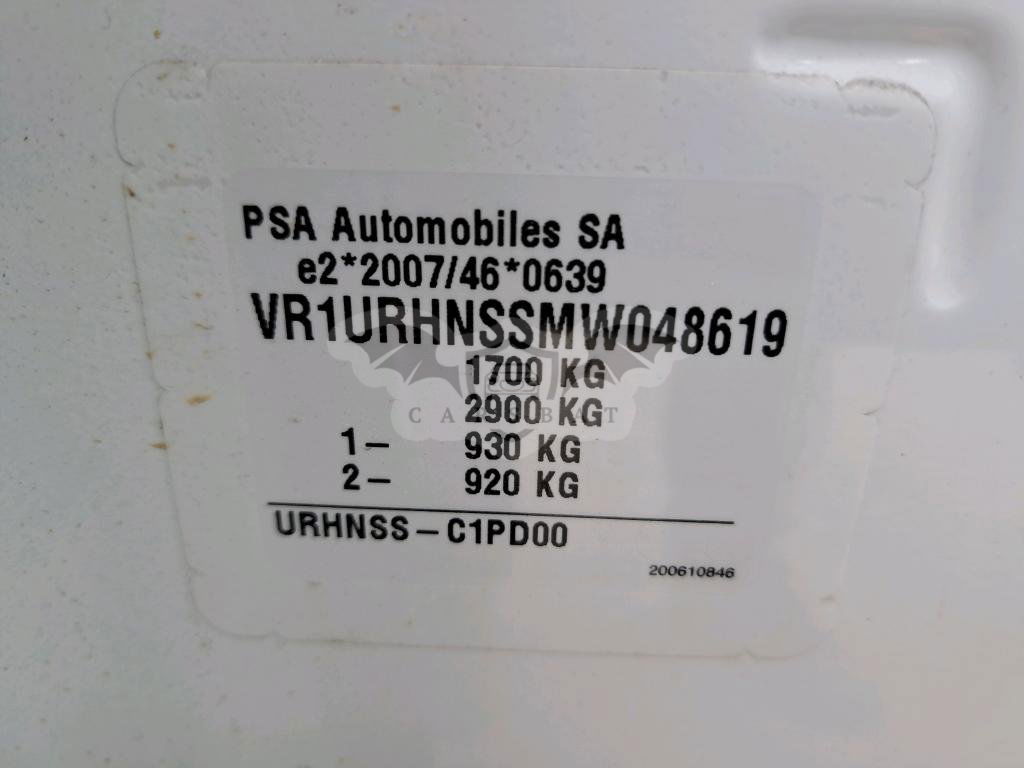 PSA Automobiles SA
e2*2007/46*0639
VR1URHNSSMW048619
1700 KG
2900 KG
CARSBAT
1– 930 KG
2– 920 KG
URHNSS–C1PD00
200610846